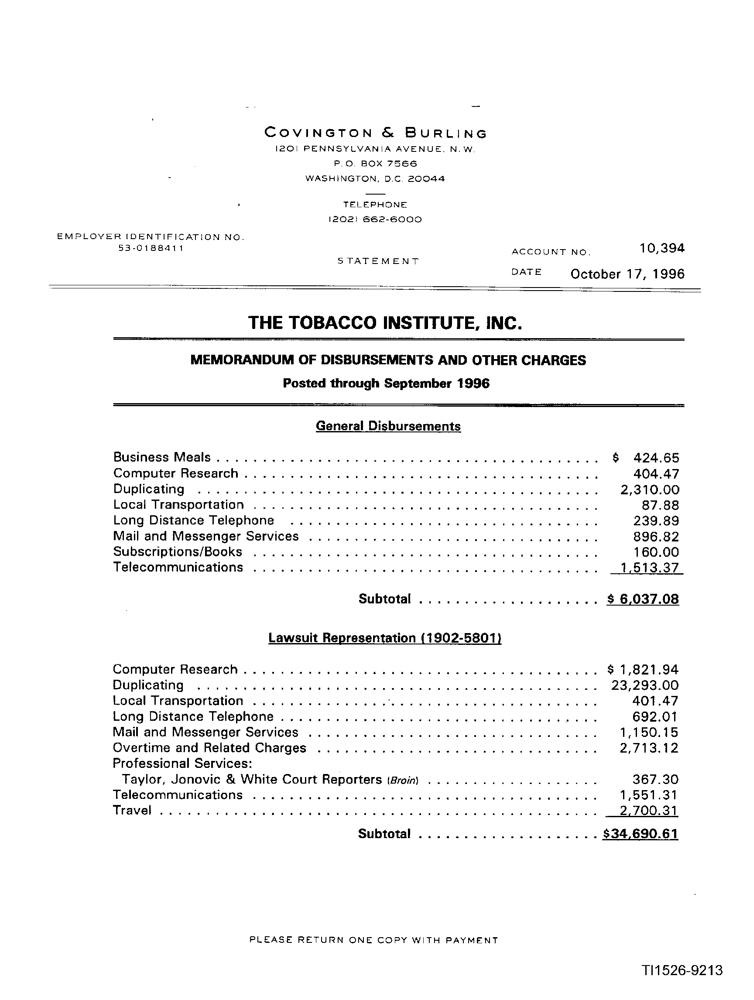 COVINGTON & BURLING
1201 PENNSYLVANIA AVENUE, N.W.
P.O. BOX 7566
WASHINGTON, D.C. 20044
TELEPHONE
(202) 662-6000
EMPLOYER IDENTIFICATION NO.
53-0188411
STATEMENT
ACCOUNT NO. 10,394
DATE October 17, 1996
THE TOBACCO INSTITUTE, INC.
MEMORANDUM OF DISBURSEMENTS AND OTHER CHARGES
Posted through September 1996
General Disbursements
Business Meals . . . . . . . . . . . . . . . . . . . . $ 424.65
Computer Research . . . . . . . . . . . . . . . . . . . . 404.47
Duplicating . . . . . . . . . . . . . . . . . . . . 2,310.00
Local Transportation . . . . . . . . . . . . . . . . . . . . 87.88
Long Distance Telephone . . . . . . . . . . . . . . . . . . . . 239.89
Mail and Messenger Services . . . . . . . . . . . . . . . . . . . . 896.82
Subscriptions/Books . . . . . . . . . . . . . . . . . . . . 160.00
Telecommunications . . . . . . . . . . . . . . . . . . . . 1,513.37
Subtotal . . . . . . . . . . . . . . . . . . . . $ 6,037.08
Lawsuit Representation (1902-5801)
Computer Research . . . . . . . . . . . . . . . . . . . . $ 1,821.94
Duplicating . . . . . . . . . . . . . . . . . . . . 23,293.00
Local Transportation . . . . . . . . . . . . . . . . . . . . 401.47
Long Distance Telephone . . . . . . . . . . . . . . . . . . . . 692.01
Mail and Messenger Services . . . . . . . . . . . . . . . . . . . . 1,150.15
Overtime and Related Charges . . . . . . . . . . . . . . . . . . . . 2,713.12
Professional Services:
Taylor, Jonovic & White Court Reporters (Broin) . . . . . . . . . . . . . . . . . . . 367.30
Telecommunications . . . . . . . . . . . . . . . . . . . . 1,551.31
Travel . . . . . . . . . . . . . . . . . . . . 2,700.31
Subtotal . . . . . . . . . . . . . . . . . . . . $34,690.61
PLEASE RETURN ONE COPY WITH PAYMENT
TI1526-9213